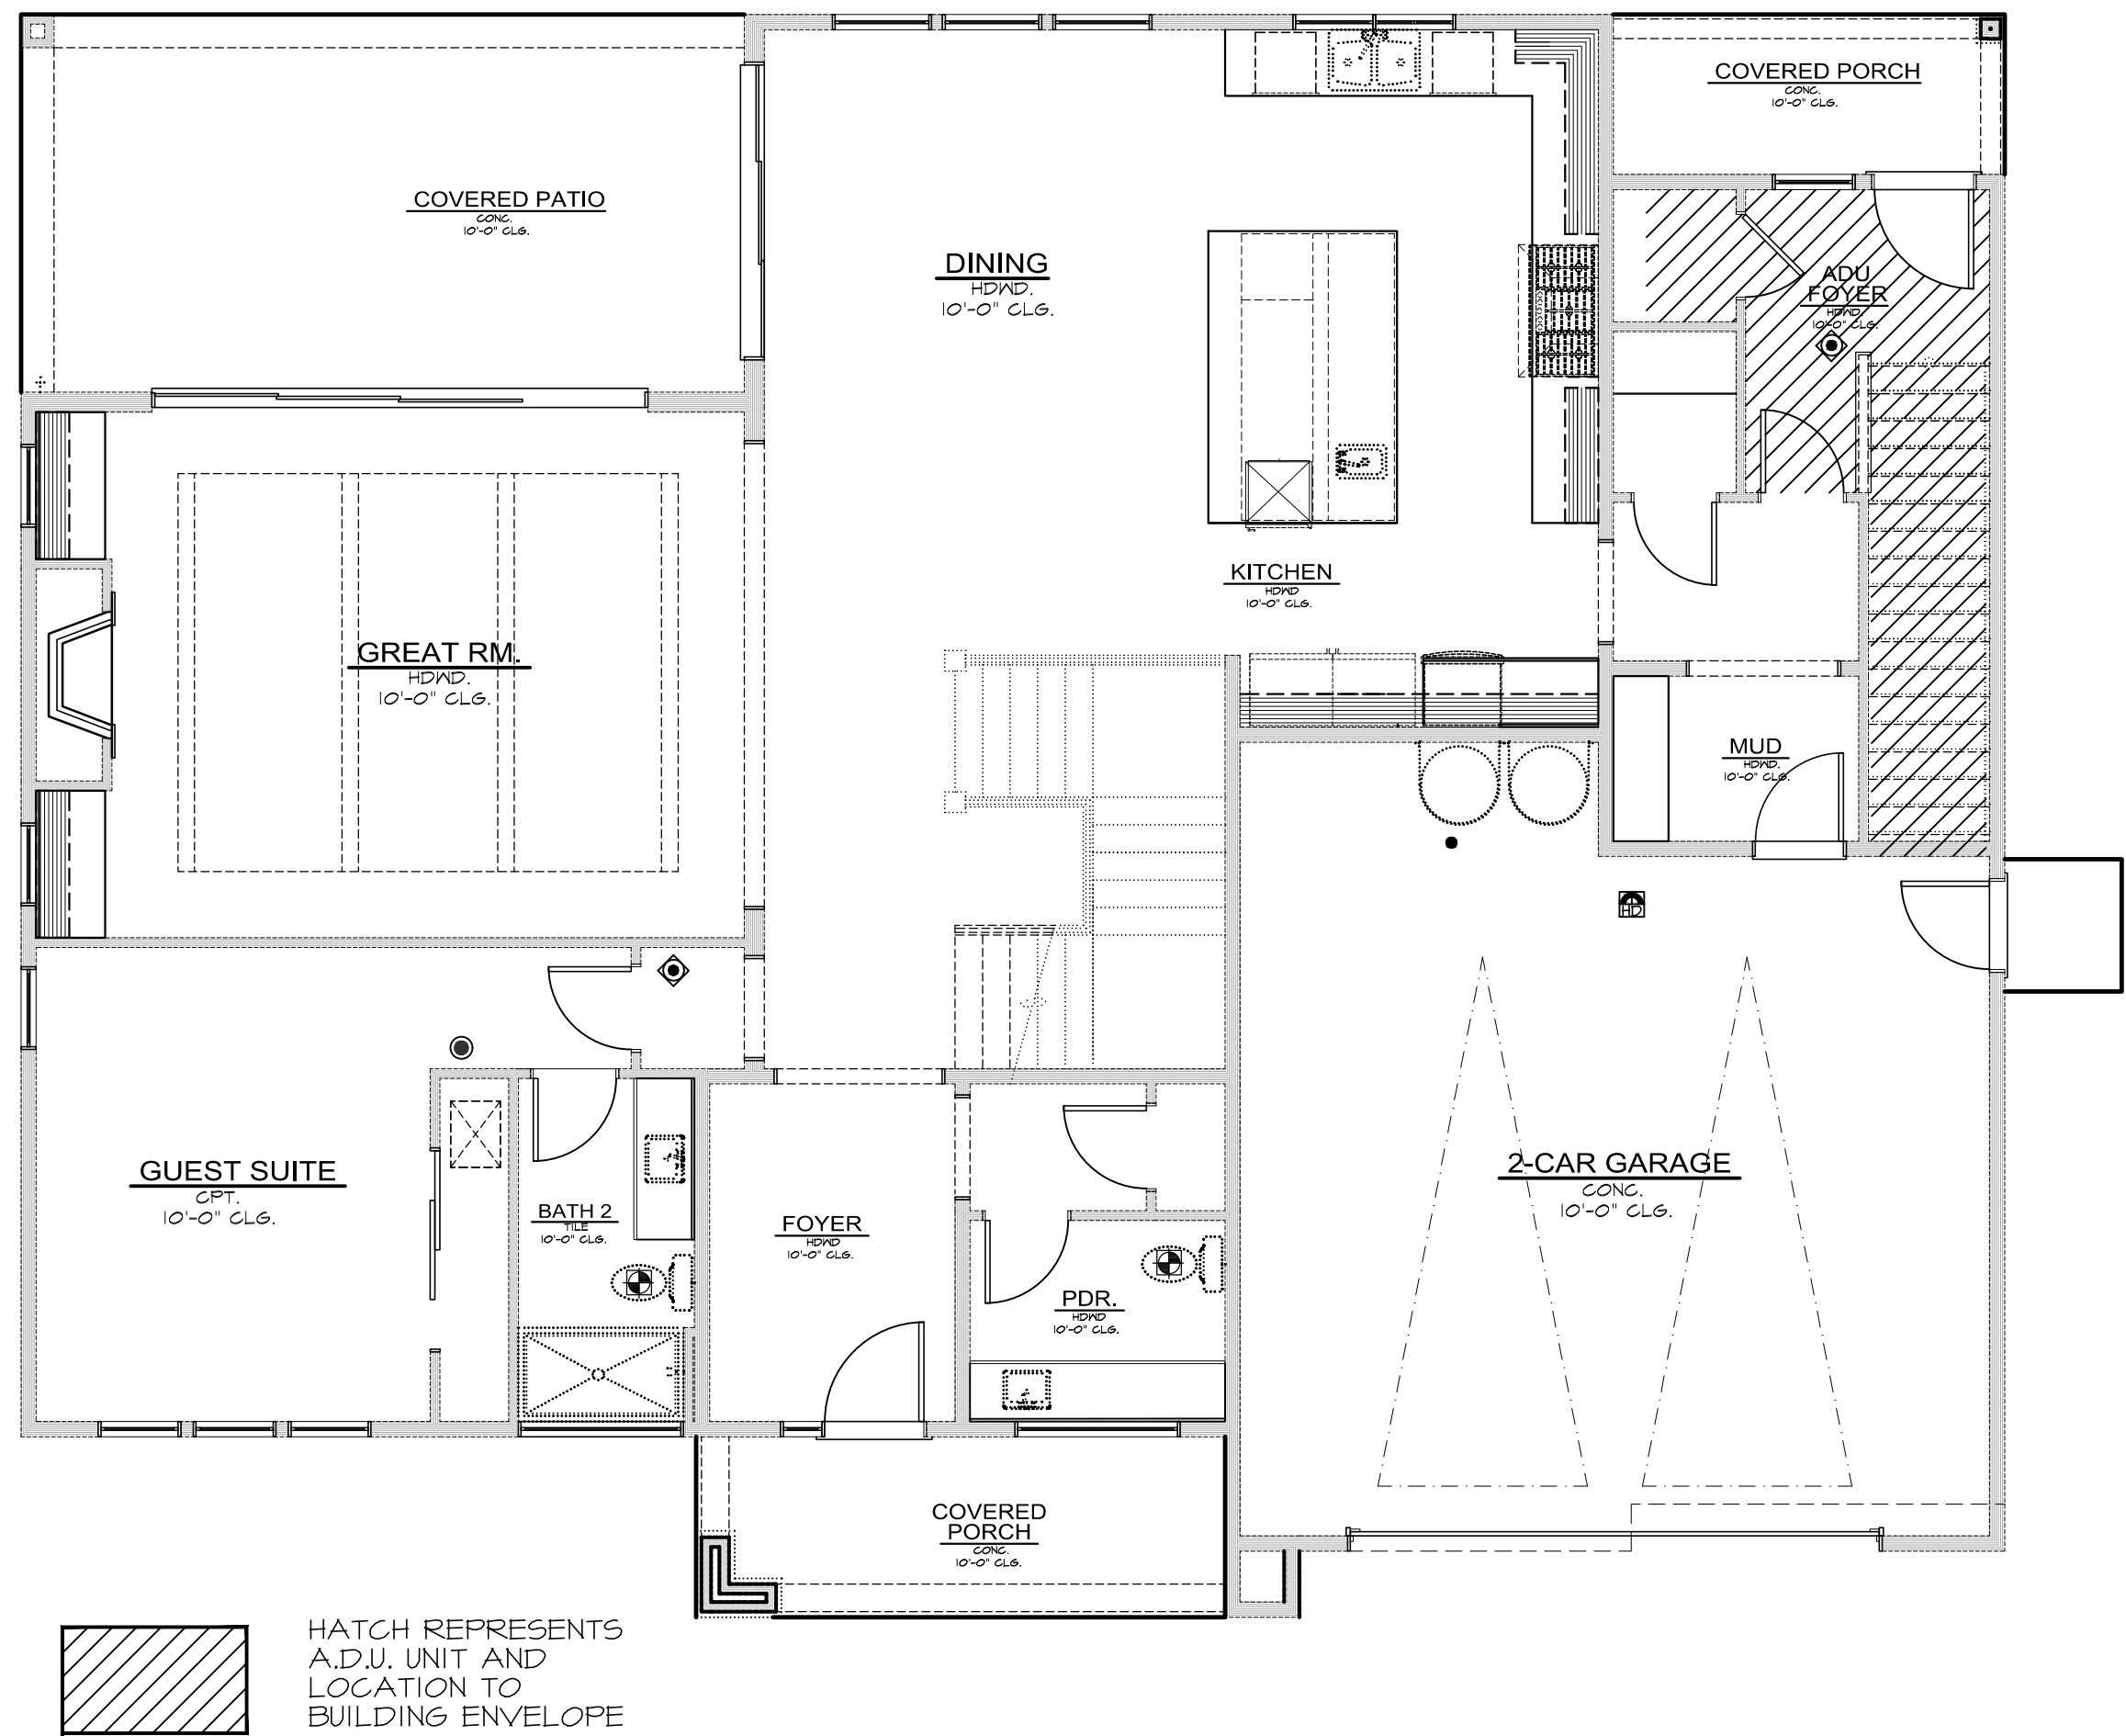 COVERED PORCH
CONC.
10'-0" CLG.
COVERED PATIO
CONC.
10'-0" CLG.
DINING
HDWD.
10'-0" CLG.
ADU
FOYER
HDWD.
10'-0" CLG.
KITCHEN
HDWD
10'-0" CLG.
GREAT RM.
HDWD.
10'-0" CLG.
MUD
HDWD.
10'-0" CLG.
HD
GUEST SUITE
CPT.
10'-0" CLG.
BATH 2
TILE
10'-0" CLG.
FOYER
HDWD
10'-0" CLG.
2-CAR GARAGE
CONC.
10'-0" CLG.
PDR.
HDWD
10'-0" CLG.
COVERED
PORCH
CONC.
10'-0" CLG.
HATCH REPRESENTS
A.D.U. UNIT AND
LOCATION TO
BUILDING ENVELOPE